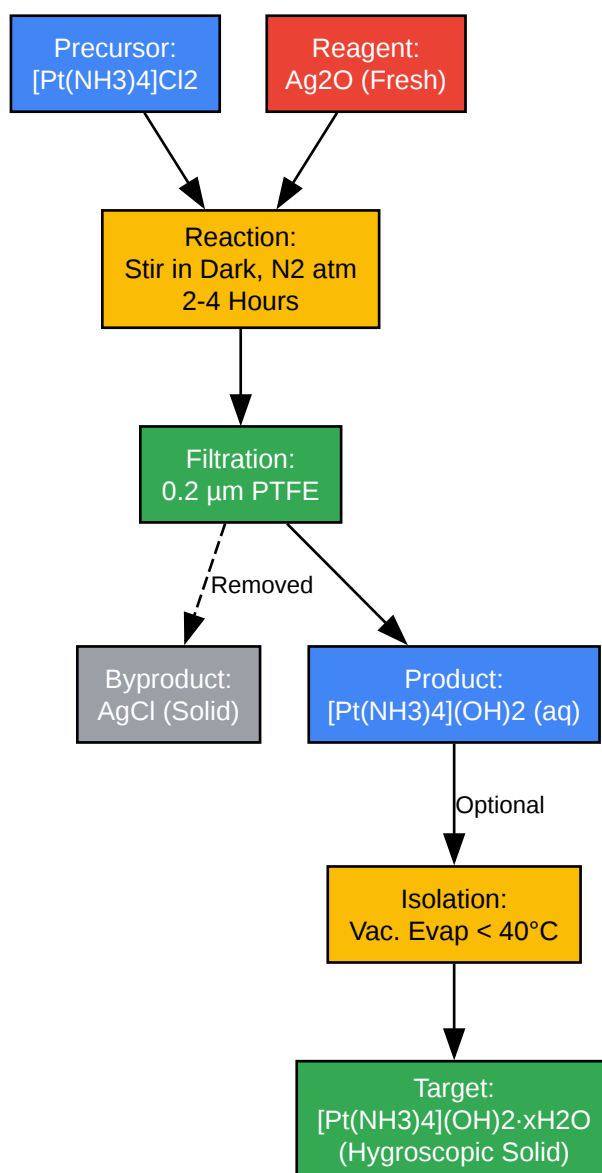 Precursor:
[Pt(NH3)4]Cl2
Reagent:
Ag2O (Fresh)
Reaction:
Stir in Dark, N2 atm
2-4 Hours
Filtration:
0.2 µm PTFE
Removed
Byproduct:
AgCl (Solid)
Product:
[Pt(NH3)4](OH)2 (aq)
Optional
Isolation:
Vac. Evap < 40°C
Target:
[Pt(NH3)4](OH)2·xH2O
(Hygroscopic Solid)